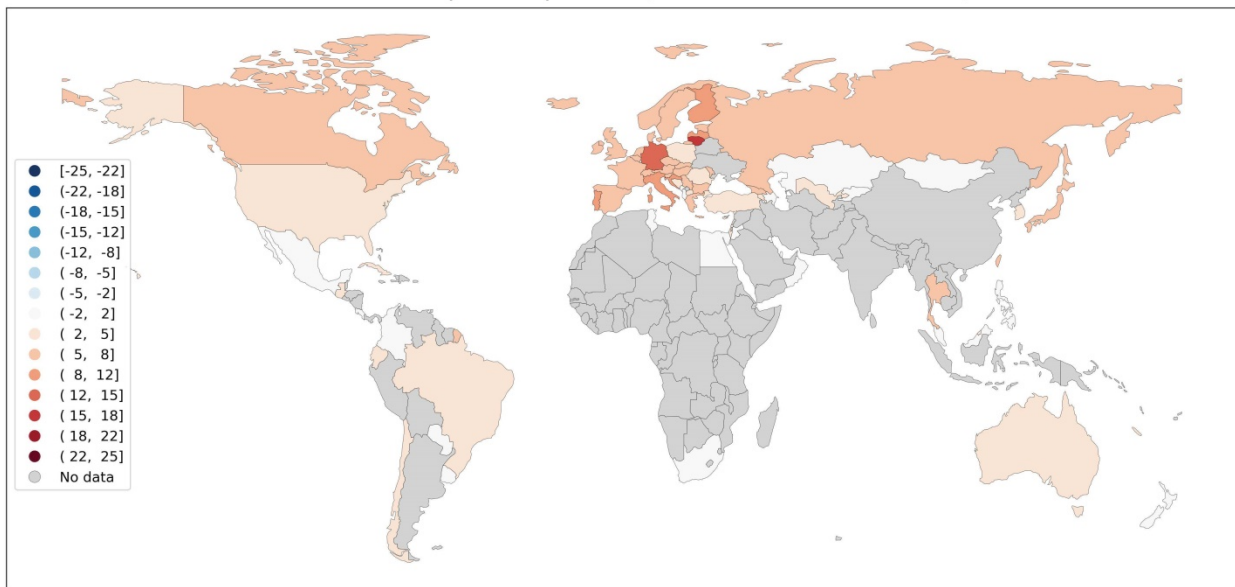 [-25, -22]
(-22, -18]
(-18, -15]
(-15, -12]
(-12, -8]
( -8, -5]
( -5, -2]
( -2, 2]
( 2, 5]
( 5, 8]
( 8, 12]
( 12, 15]
( 15, 18]
( 18, 22]
( 22, 25]
No data